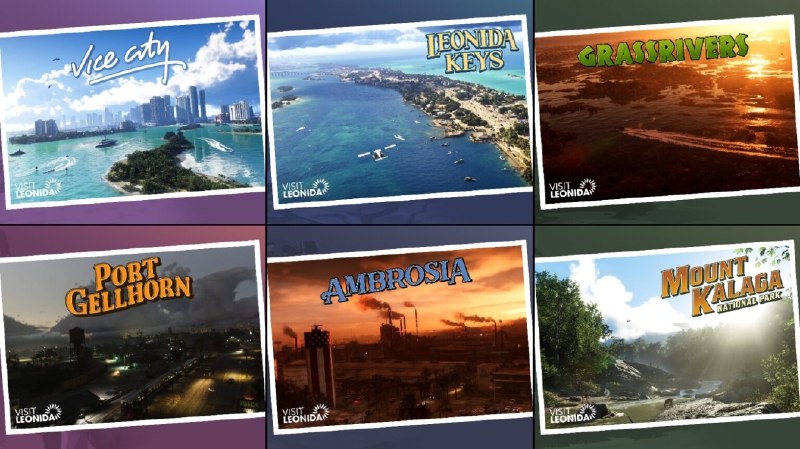 Vice City
VISIT
LEONIDA
LEONIDA
KEYS
VISIT
LEONIDA
GRASSRIVERS
VISIT
LEONIDA
PORT
GELLHORN
VISIT
LEONIDA
AMBROSIA
VISIT
LEONIDA
MOUNT
KALAGA
NATIONAL PARK
VISIT
LEONIDA